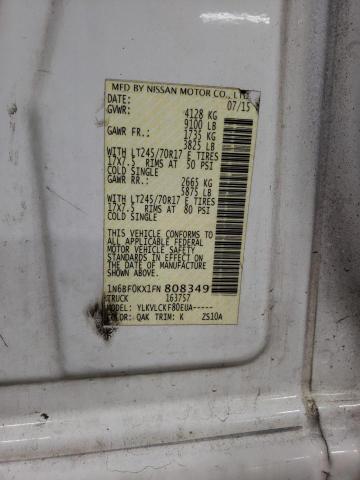 MFD BY NISSAN MOTOR CO., LTD.
DATE: 07/15
GVWR: 4128 KG
9100 LB
GAWR FR: 1735 KG
3825 LB
WITH LT245/70R17 E TIRES
17X7.5 RIMS AT 50 PSI
COLD SINGLE
GAWR RR: 2665 KG
5875 LB
WITH LT245/70R17 E TIRES
17X7.5 RIMS AT 80 PSI
COLD SINGLE
THIS VEHICLE CONFORMS TO
ALL APPLICABLE FEDERAL
MOTOR VEHICLE SAFETY
STANDARDS IN EFFECT ON
THE DATE OF MANUFACTURE
SHOWN ABOVE
1N6BF0KX1FN 808349
TRUCK 163757
MODEL: YLKVLCKF80EUA-----
COLOR: QAK TRIM: K ZS10A